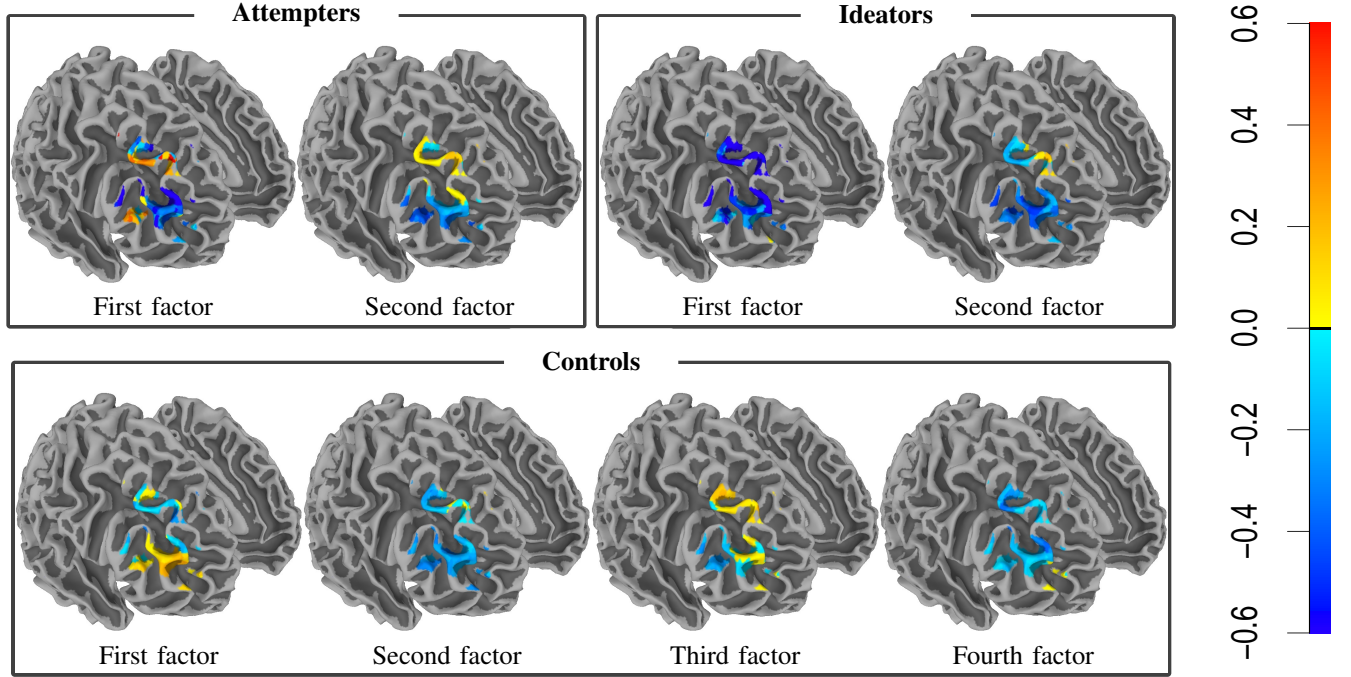 Attempters
Ideators
First factor
Second factor
First factor
Second factor
Controls
First factor
Second factor
Third factor
Fourth factor
0.6
0.4
0.2
0.0
−0.2
−0.4
−0.6